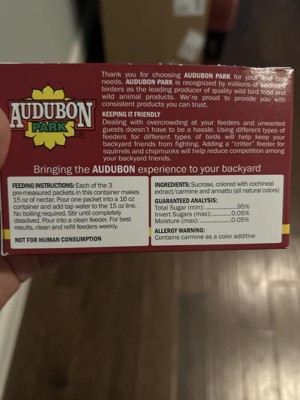 Thank you for choosing AUDUBON PARK for your wild bird
needs. AUDUBON PARK is recognized by millions of backyard
birders as the leading producer of quality wild bird food and
wild animal products. We're proud to provide you with
consistent products you can trust.
KEEPING IT FRIENDLY
Dealing with overcrowding at your feeders and unwanted
guests doesn't have to be a hassle. Using different types of
feeders for different types of birds will help keep your
backyard friends from fighting. Adding a "critter" feeder for
squirrels and chipmunks will help reduce competition among
your backyard friends.
AUDUBON
PARK
Bringing the AUDUBON experience to your backyard
FEEDING INSTRUCTIONS: Each of the 3
pre-measured packets in this container makes
15 oz of nectar. Pour one packet into a 16 oz
container and add tap water to the 15 oz line.
No boiling required. Stir until completely
dissolved. Pour into a clean feeder. For best
results, clean and refill feeders weekly.
NOT FOR HUMAN CONSUMPTION
INGREDIENTS: Sucrose, colored with cochineal
extract/carmine and annatto (all natural colors)
GUARANTEED ANALYSIS:
Total Sugar (min):..............95%
Invert Sugars (max):..........0.05%
Moisture (max):................0.05%
ALLERGY WARNING:
Contains carmine as a color additive